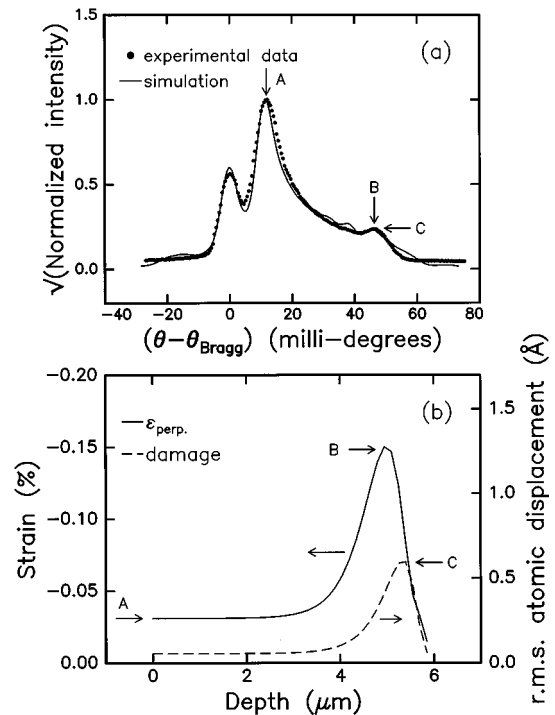 1.5
(a)
● experimental data
— simulation
A
√(Normalized intensity)
1.0
0.5
0.0
B
C
−40 −20 0 20 40 60 80
(θ−θBragg) (milli−degrees)
−0.20
(b)
— εperp.
--- damage
B
1.5
Strain (%)
−0.15
−0.10
−0.05
0.00
A
C
1.0
0.5
0.0
r.m.s. atomic displacement (Å)
0 2 4 6
Depth (μm)